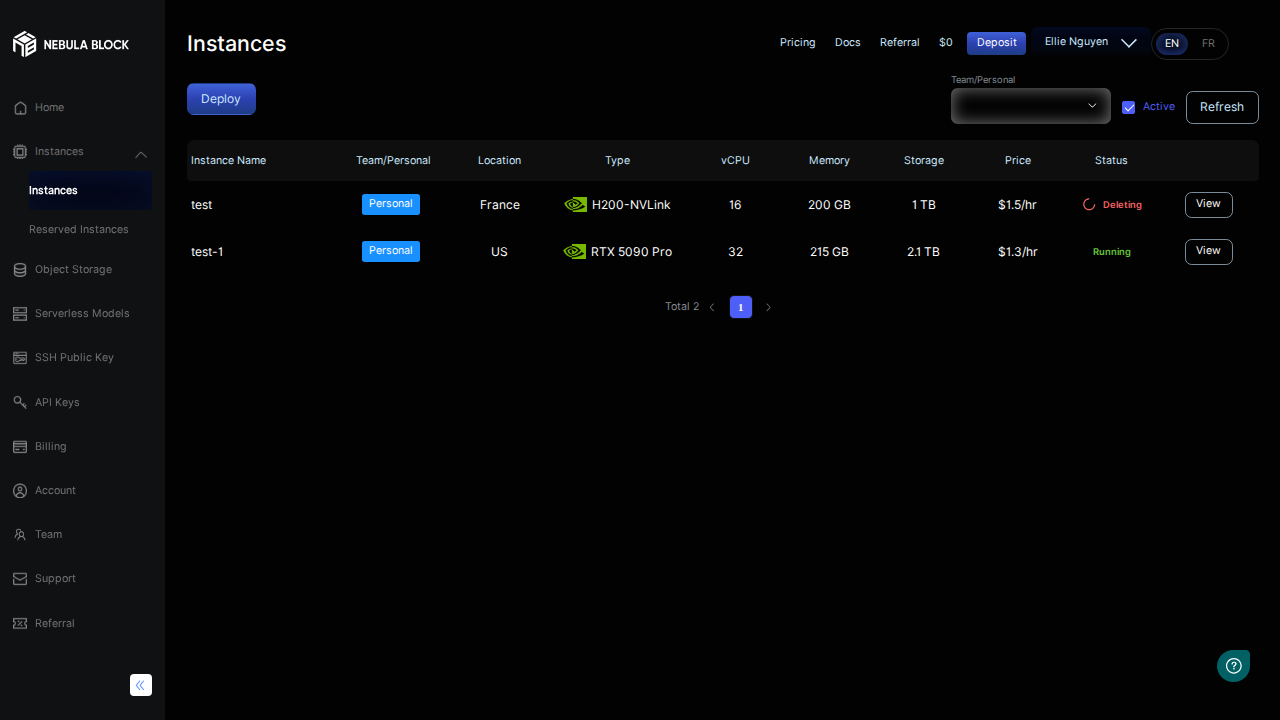 NEBULA BLOCK
Home
Instances
Instances
Reserved Instances
Object Storage
Serverless Models
SSH Public Key
API Keys
Billing
Account
Team
Support
Referral
Instances
Pricing Docs Referral $0 Deposit Ellie Nguyen EN FR
Deploy
Team/Personal
Active Refresh
Instance Name Team/Personal Location Type vCPU Memory Storage Price Status
test Personal France H200-NVLink 16 200 GB 1 TB $1.5/hr Deleting View
test-1 Personal US RTX 5090 Pro 32 215 GB 2.1 TB $1.3/hr Running View
Total 2 1